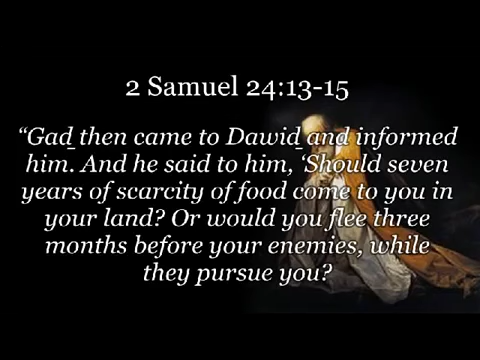 2 Samuel 24:13-15
“Gaḏ then came to Dawiḏ and informed
him. And he said to him, ‘Should seven
years of scarcity of food come to you in
your land? Or would you flee three
months before your enemies, while
they pursue you?